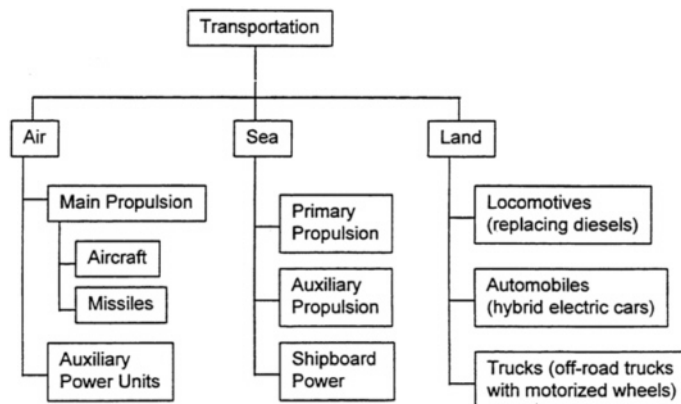 Transportation
Air
Sea
Land
Main Propulsion
Aircraft
Missiles
Auxiliary
Power Units
Primary
Propulsion
Auxiliary
Propulsion
Shipboard
Power
Locomotives
(replacing diesels)
Automobiles
(hybrid electric cars)
Trucks (off-road trucks
with motorized wheels)